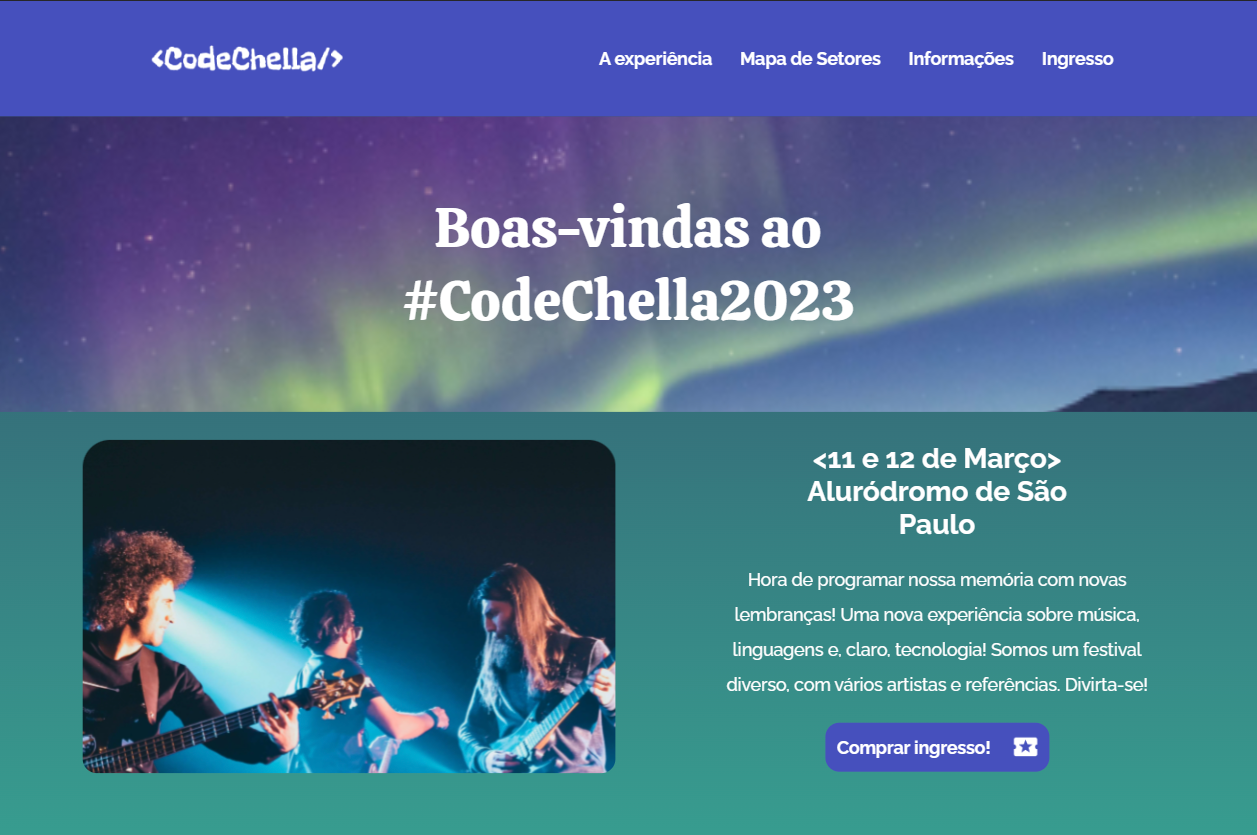 <CodeChella/>
A experiência Mapa de Setores Informações Ingresso
Boas-vindas ao
#CodeChella2023
<11 e 12 de Março>
Aluródromo de São
Paulo
Hora de programar nossa memória com novas
lembranças! Uma nova experiência sobre música,
linguagens e, claro, tecnologia! Somos um festival
diverso, com vários artistas e referências. Divirta-se!
Comprar ingresso!